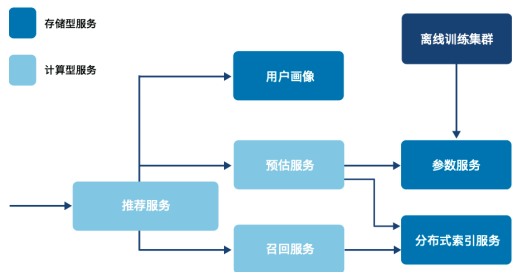 存储型服务
计算型服务
离线训练集群
用户画像
预估服务
参数服务
推荐服务
召回服务
分布式索引服务